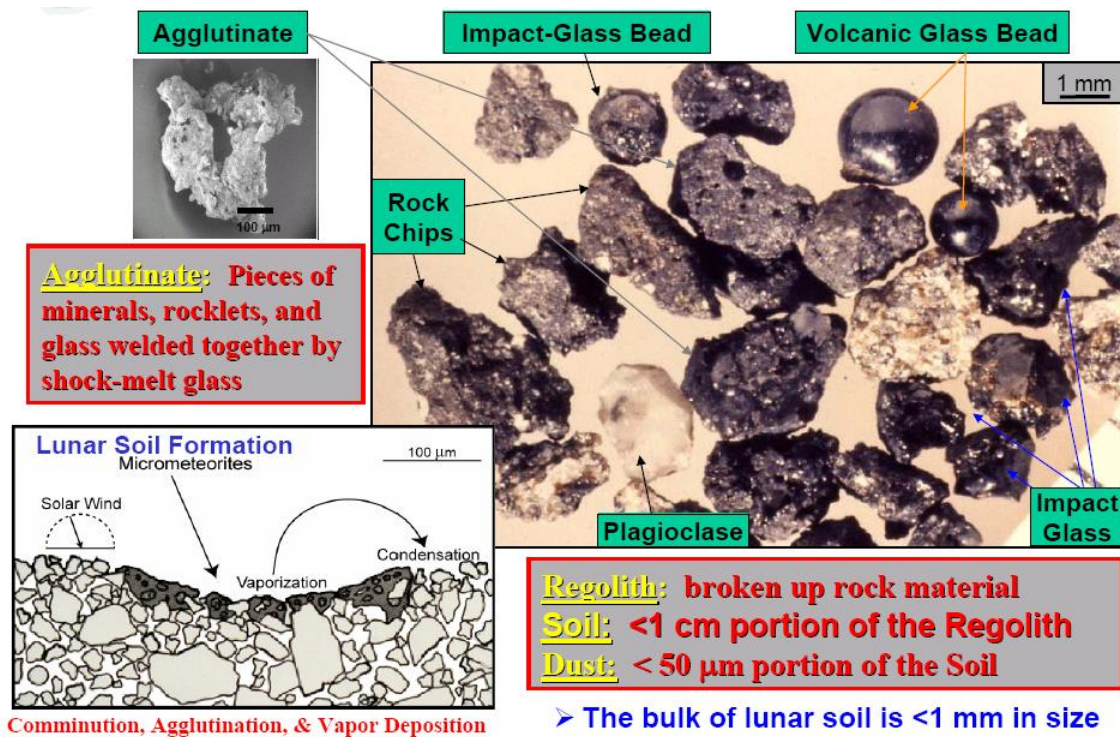 Agglutinate
Impact-Glass Bead
Volcanic Glass Bead
1 mm
100 µm
Rock
Chips
Agglutinate: Pieces of
minerals, rocklets, and
glass welded together by
shock-melt glass
Lunar Soil Formation
Micrometeorites
100 µm
Solar Wind
Condensation
Vaporization
Plagioclase
Impact
Glass
Regolith: broken up rock material
Soil: <1 cm portion of the Regolith
Dust: < 50 µm portion of the Soil
Comminution, Agglutination, & Vapor Deposition
➢ The bulk of lunar soil is <1 mm in size